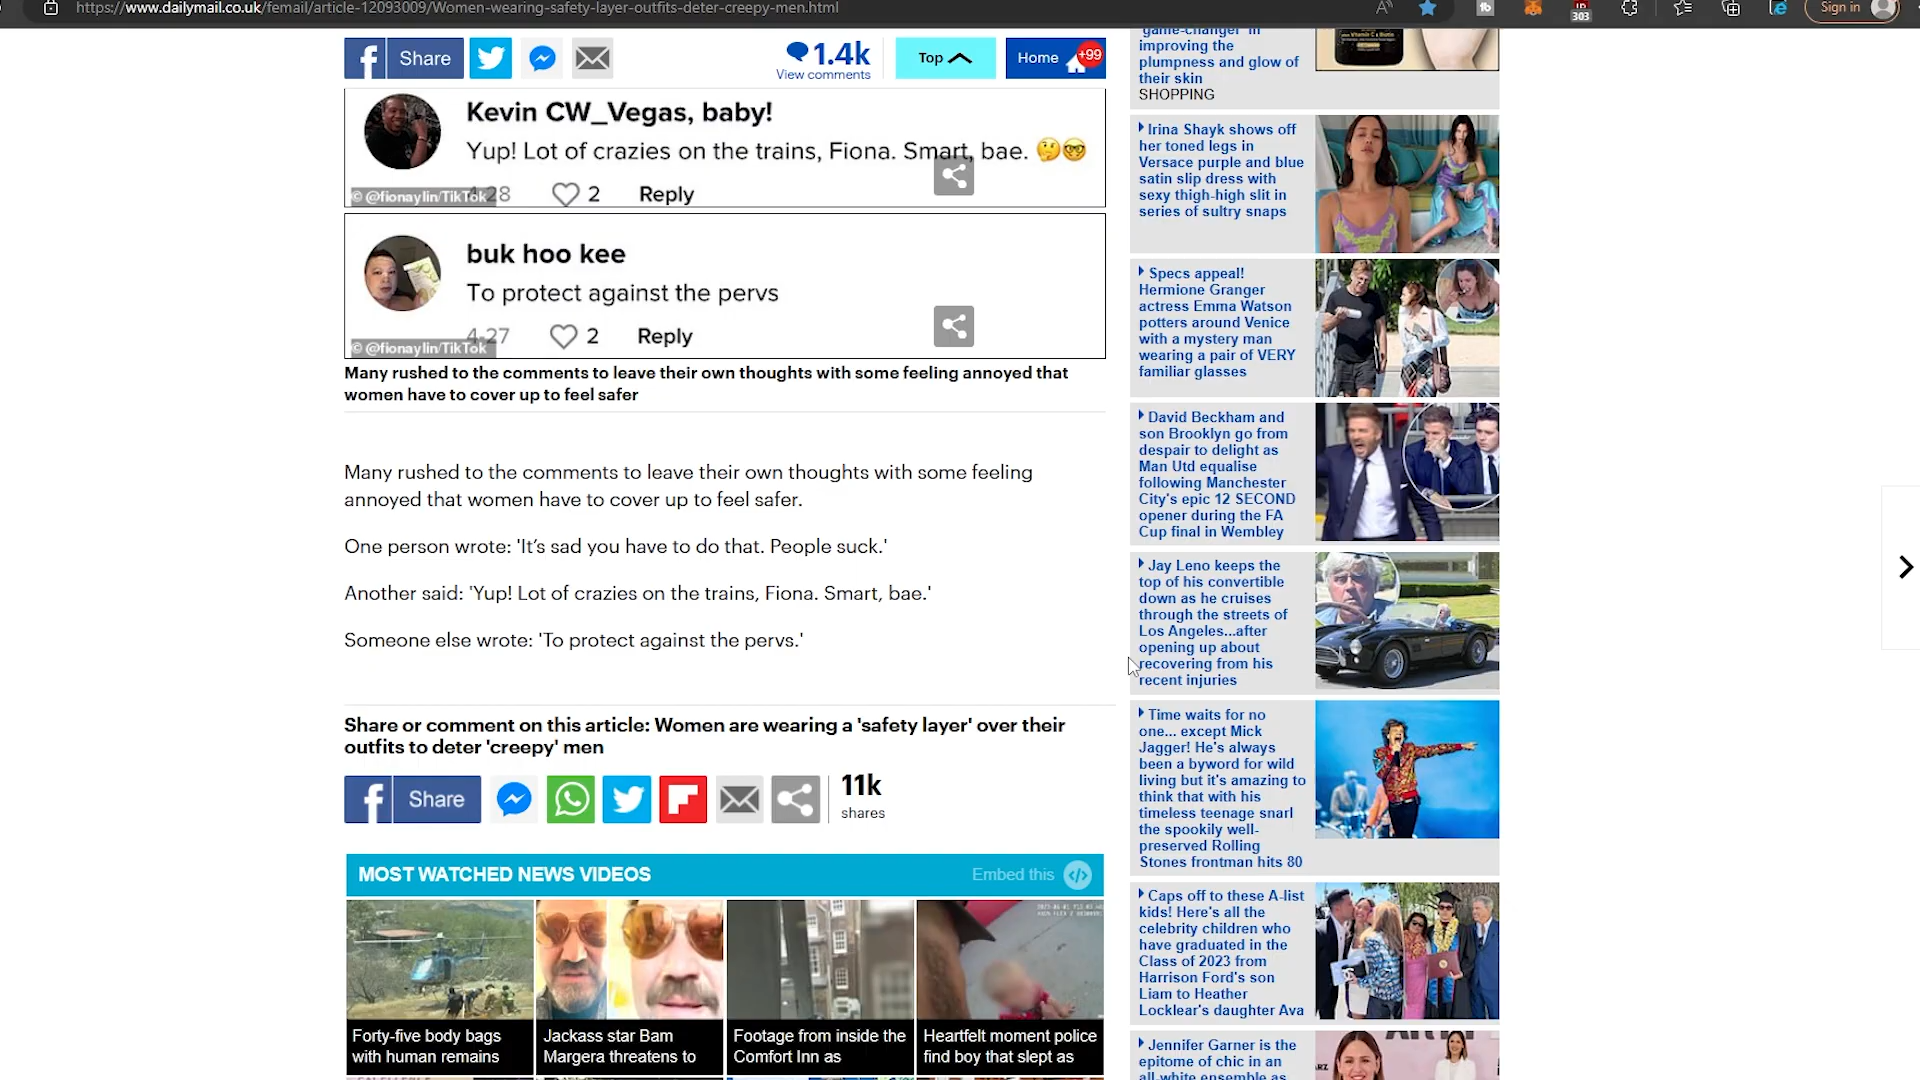 https://www.dailymail.co.uk/femail/article-12093009/Women-wearing-safety-layer-outfits-deter-creepy-men.html
303
Sign in
Share
1.4k
View comments
Top
Home
+99
Kevin CW_Vegas, baby!
Yup! Lot of crazies on the trains, Fiona. Smart, bae. 🤔🤓
© @fionaylin/TikTok
4-28
2
Reply
buk hoo kee
To protect against the pervs
4-27
2
Reply
© @fionaylin/TikTok
Many rushed to the comments to leave their own thoughts with some feeling annoyed that
women have to cover up to feel safer
Many rushed to the comments to leave their own thoughts with some feeling
annoyed that women have to cover up to feel safer.
One person wrote: 'It's sad you have to do that. People suck.'
Another said: 'Yup! Lot of crazies on the trains, Fiona. Smart, bae.'
Someone else wrote: 'To protect against the pervs.'
Share or comment on this article: Women are wearing a 'safety layer' over their
outfits to deter 'creepy' men
Share
11k
shares
MOST WATCHED NEWS VIDEOS
Embed this
Forty-five body bags
with human remains
Jackass star Bam
Margera threatens to
Footage from inside the
Comfort Inn as
Heartfelt moment police
find boy that slept as
'game-changer' in
improving the
plumpness and glow of
their skin
SHOPPING
Irina Shayk shows off
her toned legs in
Versace purple and blue
satin slip dress with
sexy thigh-high slit in
series of sultry snaps
Specs appeal!
Hermione Granger
actress Emma Watson
potters around Venice
with a mystery man
wearing a pair of VERY
familiar glasses
David Beckham and
son Brooklyn go from
despair to delight as
Man Utd equalise
following Manchester
City's epic 12 SECOND
opener during the FA
Cup final in Wembley
Jay Leno keeps the
top of his convertible
down as he cruises
through the streets of
Los Angeles...after
opening up about
recovering from his
recent injuries
Time waits for no
one... except Mick
Jagger! He's always
been a byword for wild
living but it's amazing to
think that with his
timeless teenage snarl
the spookily well-
preserved Rolling
Stones frontman hits 80
Caps off to these A-list
kids! Here's all the
celebrity children who
have graduated in the
Class of 2023 from
Harrison Ford's son
Liam to Heather
Locklear's daughter Ava
Jennifer Garner is the
epitome of chic in an
all-white ensemble as